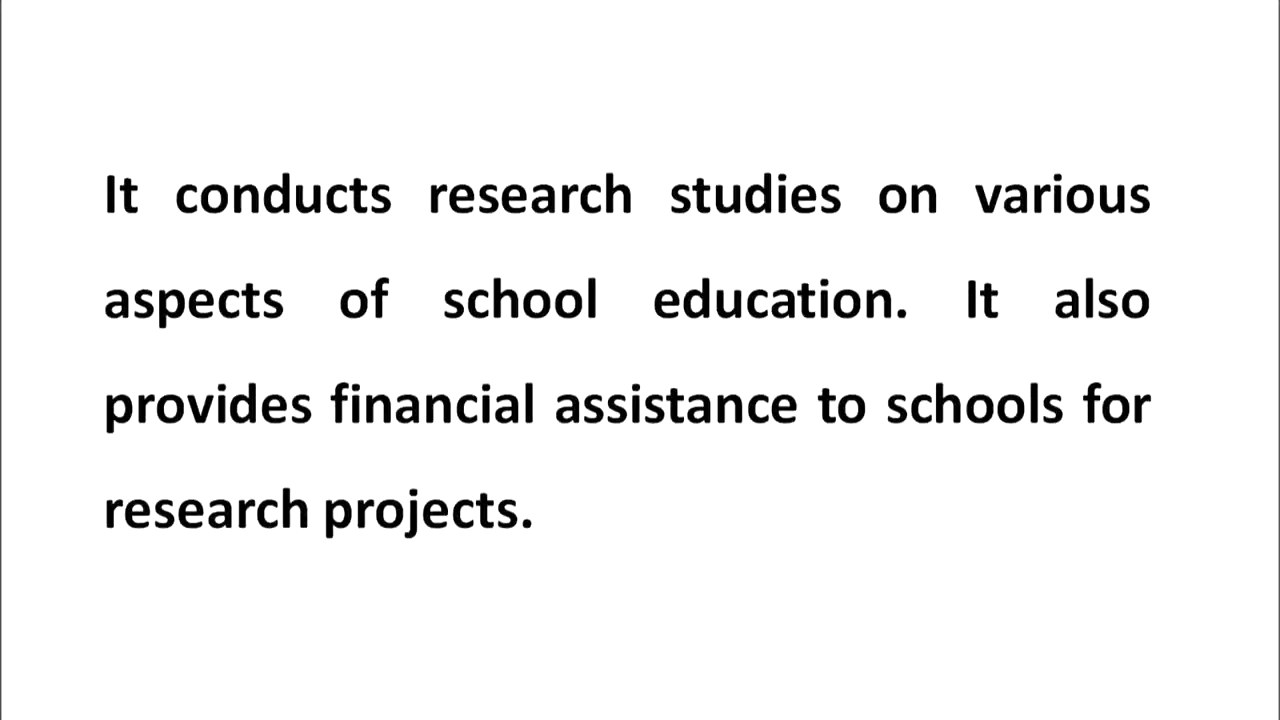 It conducts research studies on various
aspects of school education. It also
provides financial assistance to schools for
research projects.